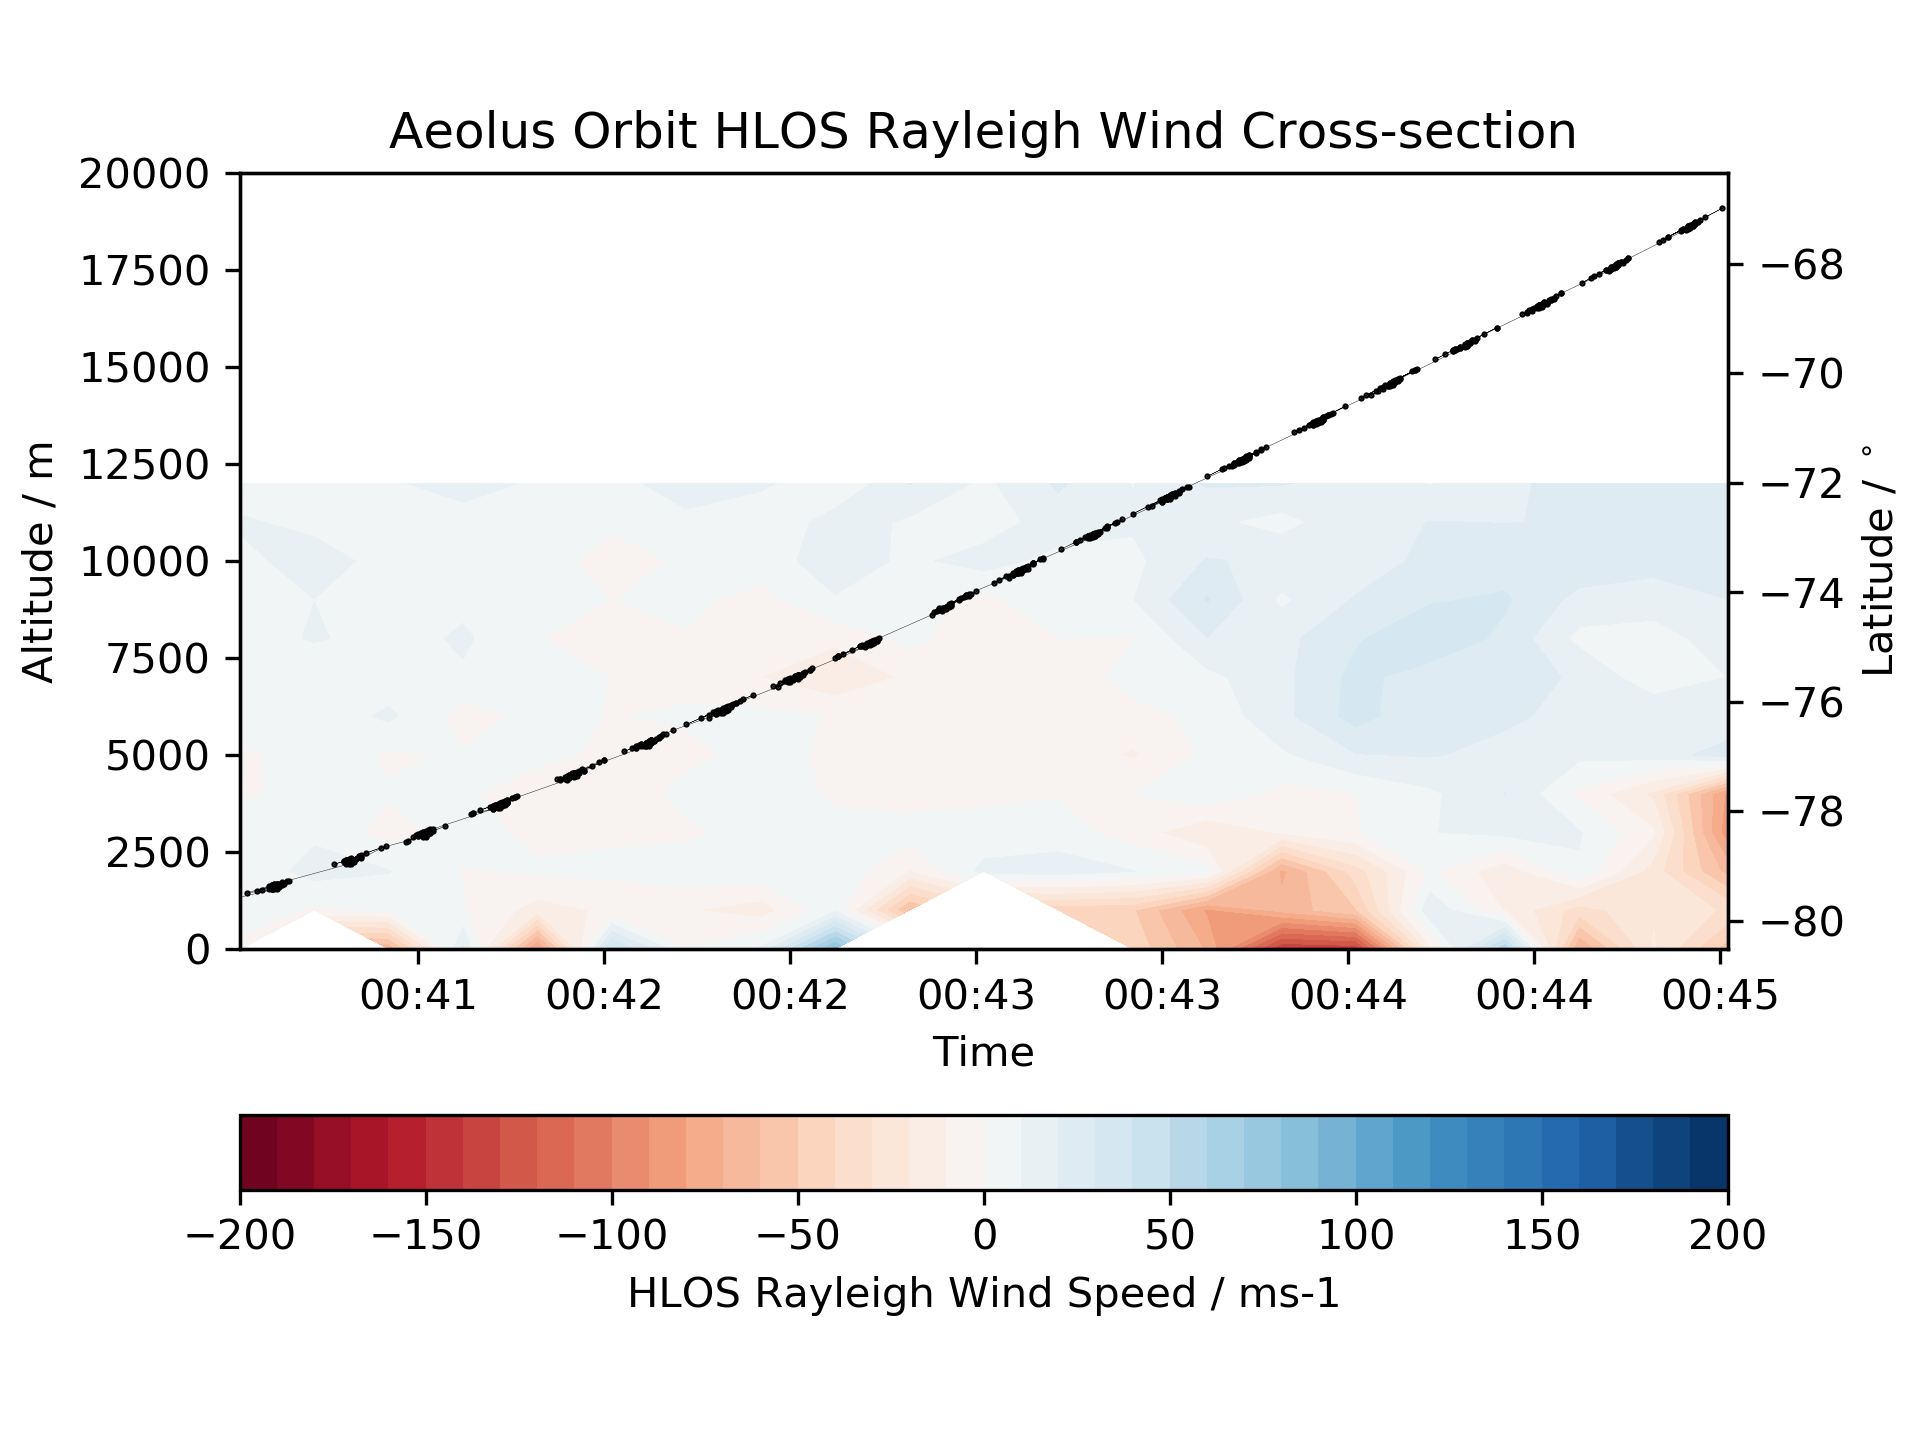 Aeolus Orbit HLOS Rayleigh Wind Cross-section
20000
17500
15000
12500
10000
7500
5000
2500
0
Altitude / m
−68
−70
−72
−74
−76
−78
−80
Latitude / °
00:41 00:42 00:42 00:43 00:43 00:44 00:44 00:45
Time
−200 −150 −100 −50 0 50 100 150 200
HLOS Rayleigh Wind Speed / ms-1